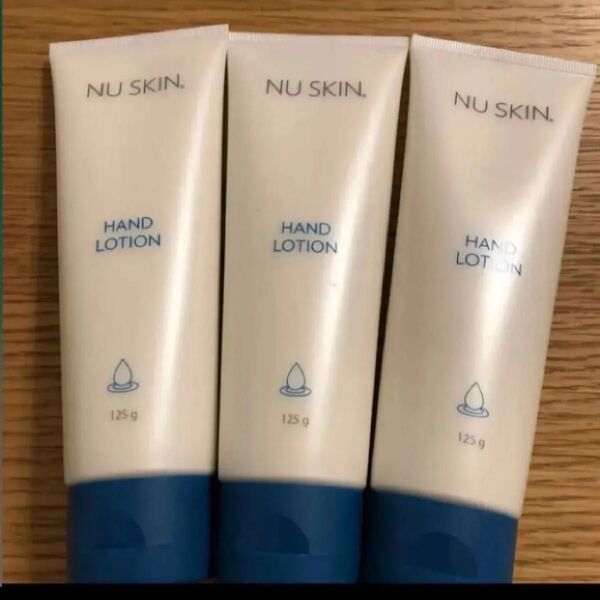 NU SKIN.
HAND
LOTION
125 g
NU SKIN.
HAND
LOTION
125 g
NU SKIN.
HAND
LOTION
125 g